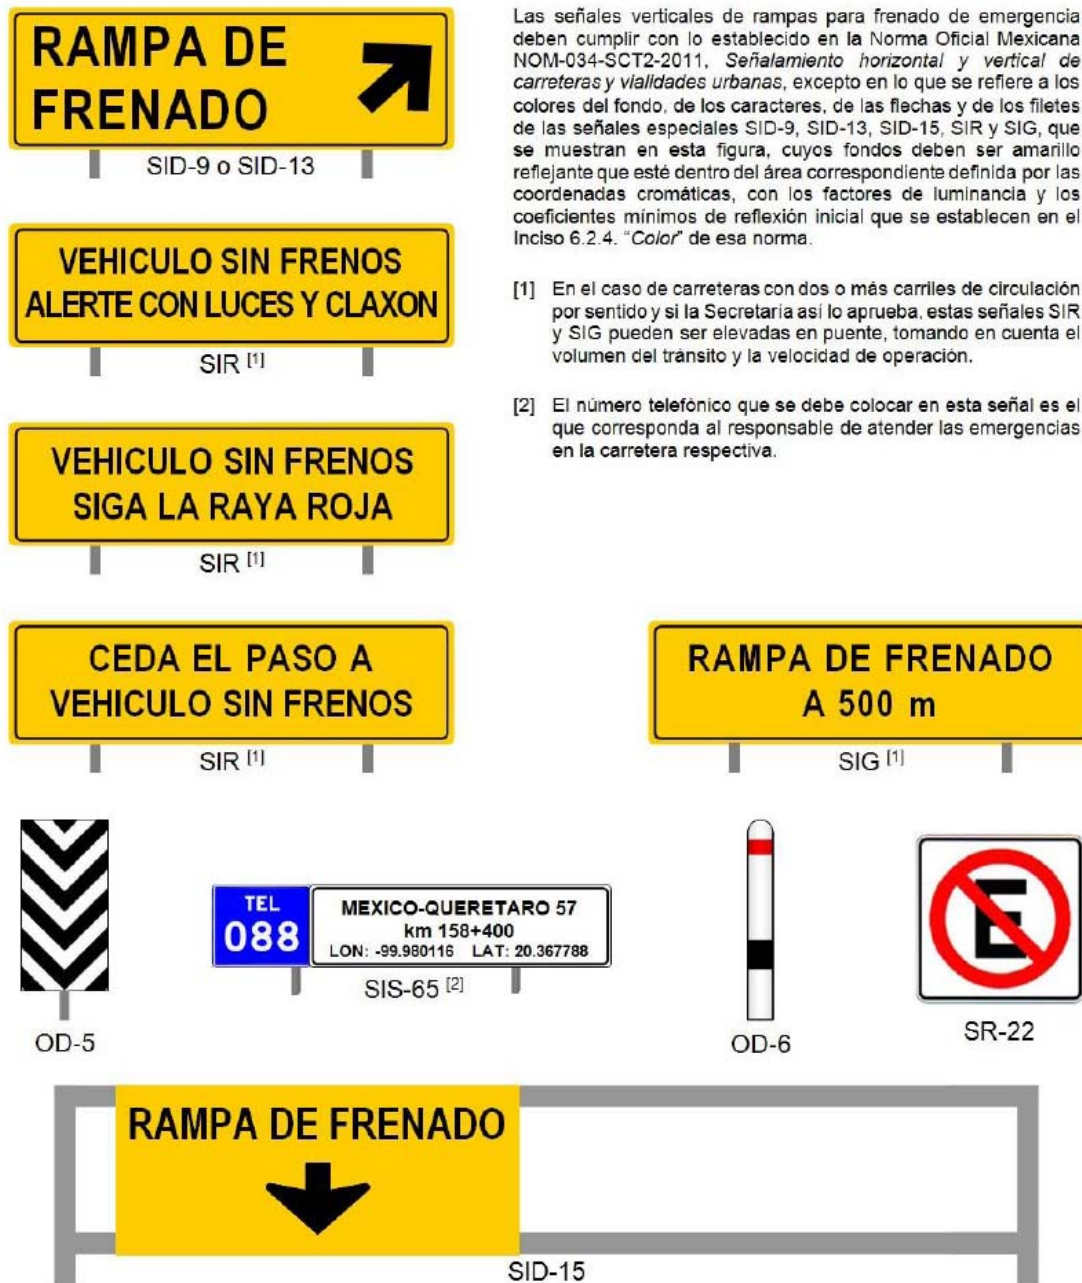 RAMPA DE
FRENADO
SID-9 o SID-13
Las señales verticales de rampas para frenado de emergencia
deben cumplir con lo establecido en la Norma Oficial Mexicana
NOM-034-SCT2-2011, Señalamiento horizontal y vertical de
carreteras y vialidades urbanas, excepto en lo que se refiere a los
colores del fondo, de los caracteres, de las flechas y de los filetes
de las señales especiales SID-9, SID-13, SID-15, SIR y SIG, que
se muestran en esta figura, cuyos fondos deben ser amarillo
reflejante que esté dentro del área correspondiente definida por las
coordenadas cromáticas, con los factores de luminancia y los
coeficientes mínimos de reflexión inicial que se establecen en el
Inciso 6.2.4. "Color" de esa norma.
VEHICULO SIN FRENOS
ALERTE CON LUCES Y CLAXON
SIR [1]
[1] En el caso de carreteras con dos o más carriles de circulación
por sentido y si la Secretaría así lo aprueba, estas señales SIR
y SIG pueden ser elevadas en puente, tomando en cuenta el
volumen del tránsito y la velocidad de operación.
[2] El número telefónico que se debe colocar en esta señal es el
que corresponda al responsable de atender las emergencias
en la carretera respectiva.
VEHICULO SIN FRENOS
SIGA LA RAYA ROJA
SIR [1]
CEDA EL PASO A
VEHICULO SIN FRENOS
SIR [1]
RAMPA DE FRENADO
A 500 m
SIG [1]
OD-5
TEL
088
MEXICO-QUERETARO 57
km 158+400
LON: -99.980116 LAT: 20.367788
SIS-65 [2]
OD-6
E
SR-22
RAMPA DE FRENADO
SID-15